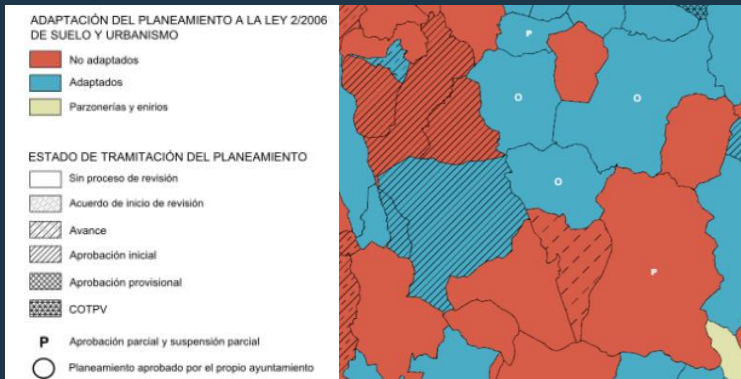 ADAPTACIÓN DEL PLANEAMIENTO A LA LEY 2/2006
DE SUELO Y URBANISMO
No adaptados
Adaptados
Parzonerías y enirios
ESTADO DE TRAMITACIÓN DEL PLANEAMIENTO
Sin proceso de revisión
Acuerdo de inicio de revisión
Avance
Aprobación inicial
Aprobación provisional
COTPV
P Aprobación parcial y suspensión parcial
O Planeamiento aprobado por el propio ayuntamiento
P
O
O
O
P